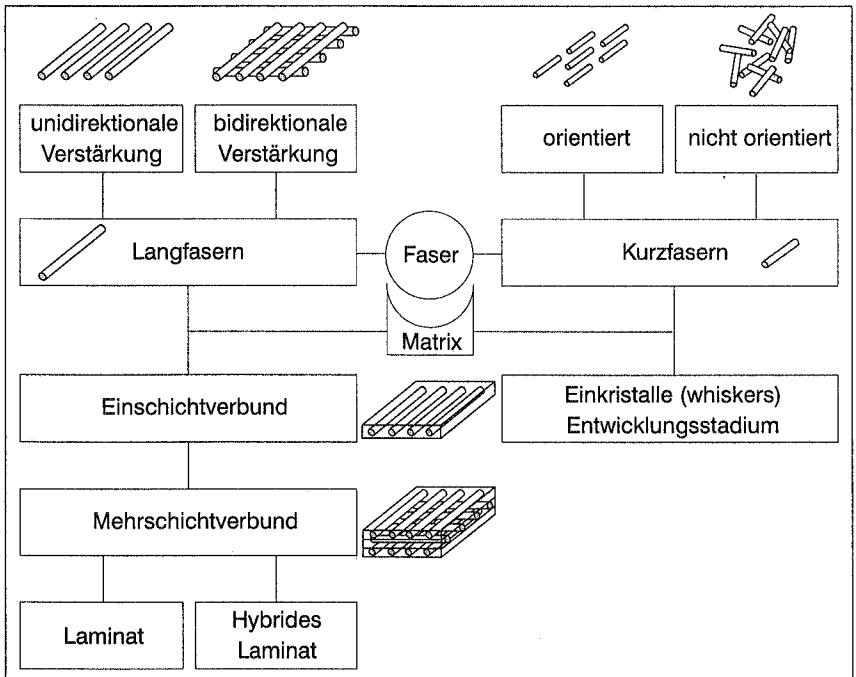 unidirektionale
Verstärkung
bidirektionale
Verstärkung
orientiert
nicht orientiert
Langfasern
Faser
Kurzfasern
Matrix
Einschichtverbund
Einkristalle (whiskers)
Entwicklungsstadium
Mehrschichtverbund
Laminat
Hybrides
Laminat